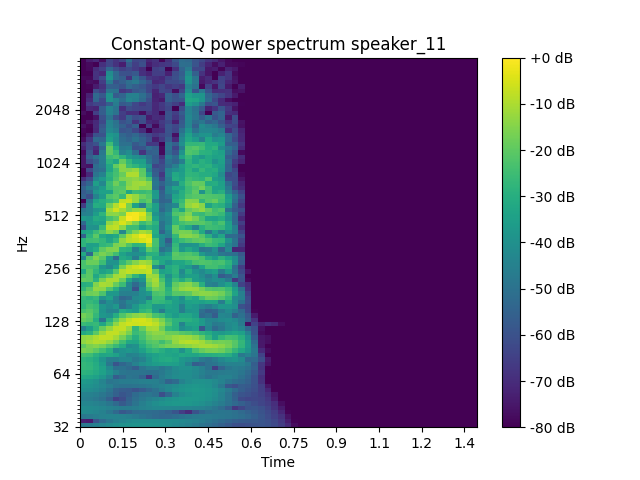 Constant-Q power spectrum speaker_11
Hz
2048
1024
512
256
128
64
32
0 0.15 0.3 0.45 0.6 0.75 0.9 1.1 1.2 1.4
Time
+0 dB
-10 dB
-20 dB
-30 dB
-40 dB
-50 dB
-60 dB
-70 dB
-80 dB